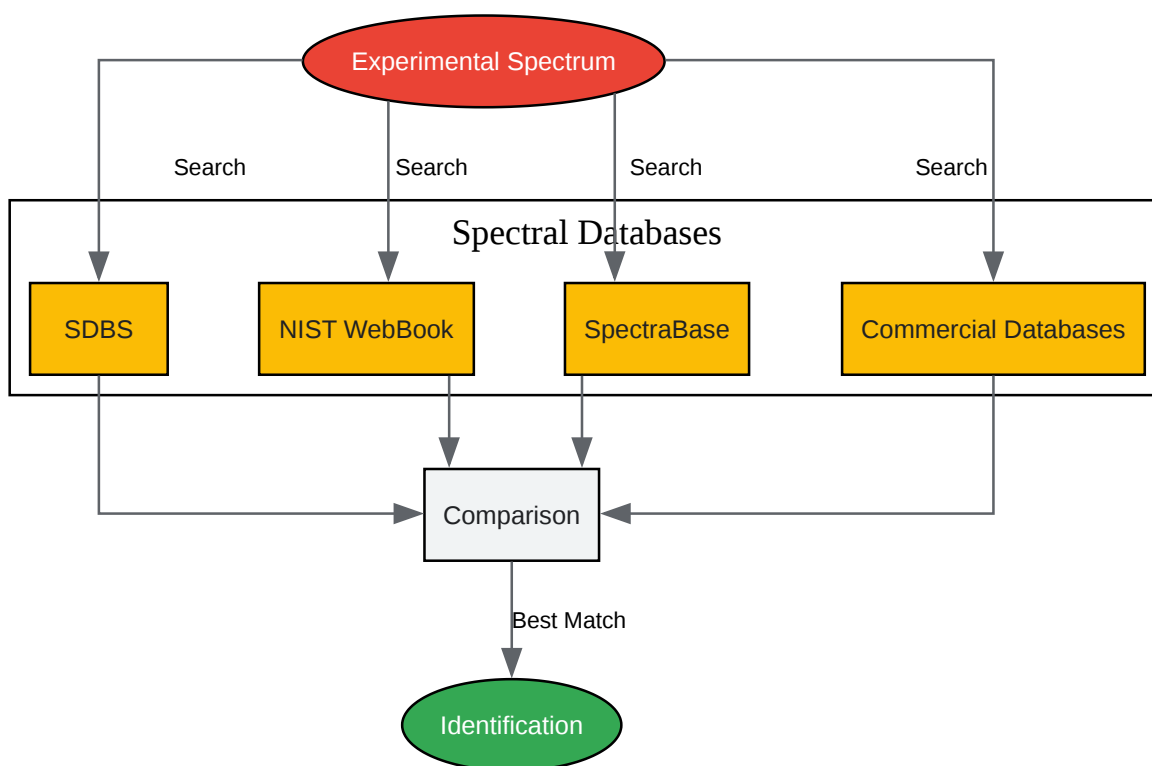 Experimental Spectrum
Search
Search
Search
Search
Spectral Databases
SDBS
NIST WebBook
SpectraBase
Commercial Databases
Comparison
Best Match
Identification